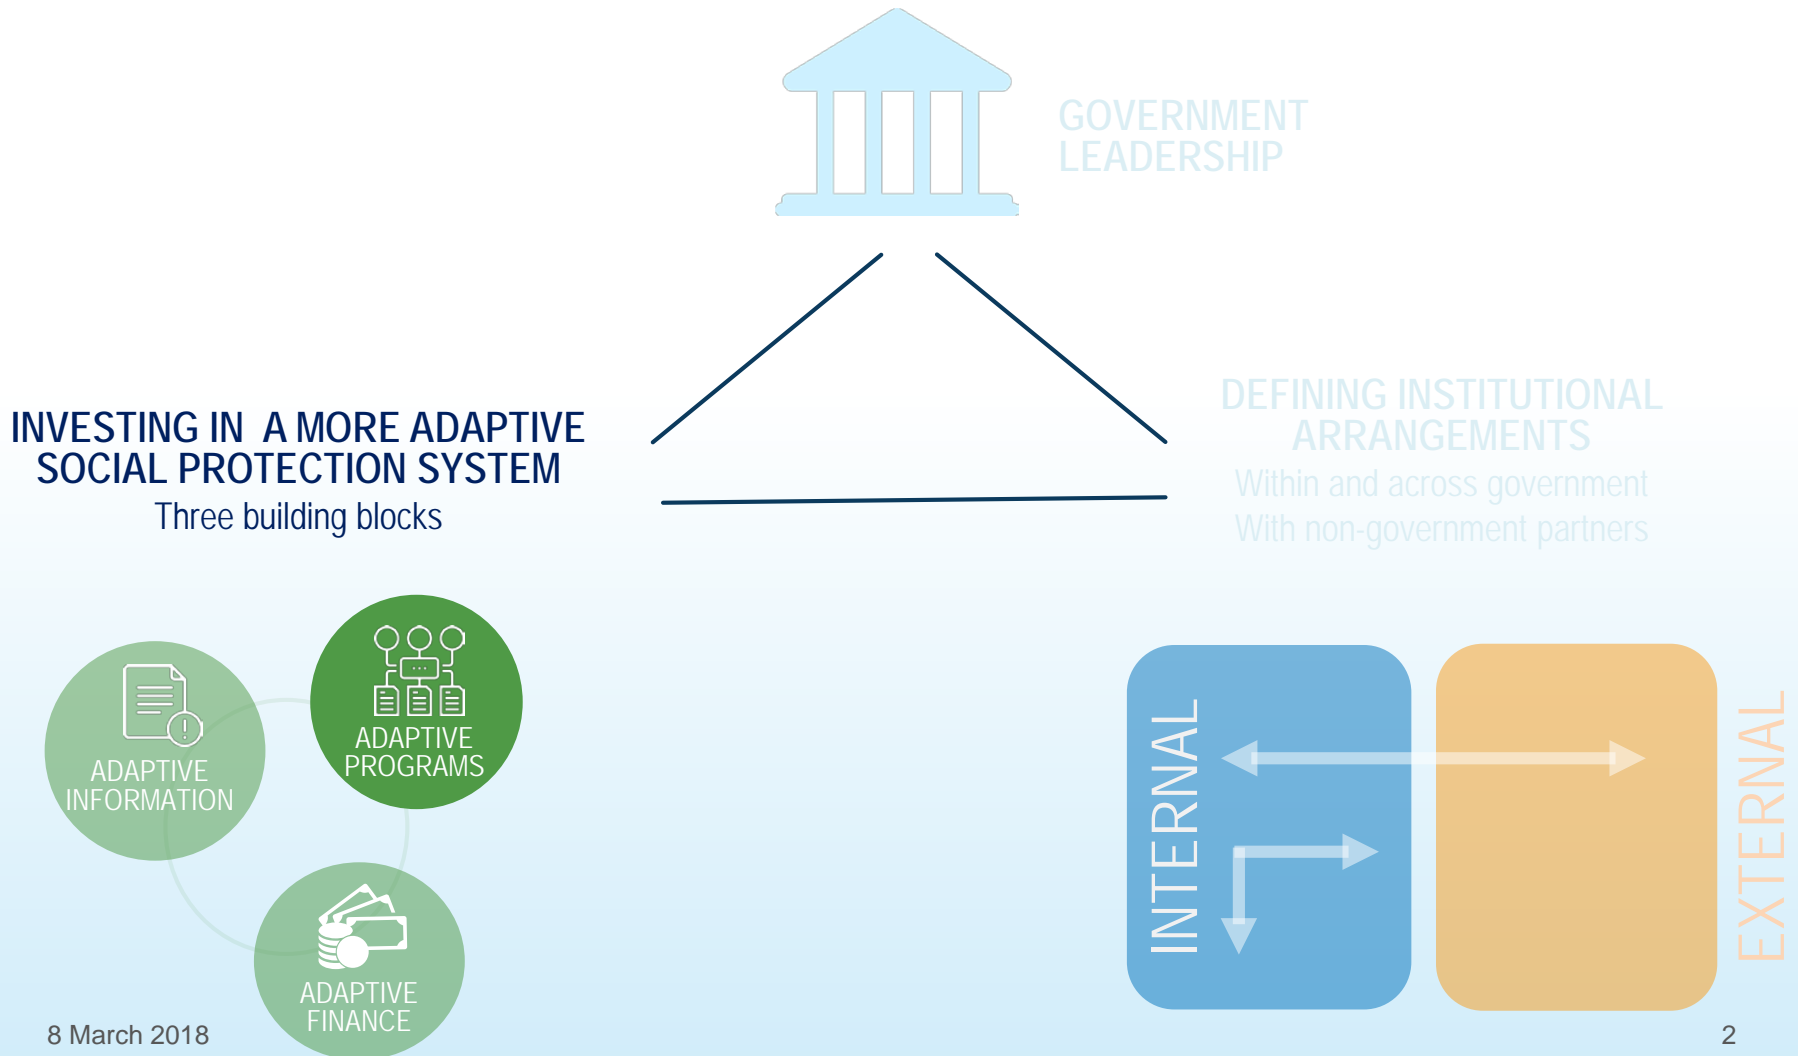 GOVERNMENT
LEADERSHIP
INVESTING IN A MORE ADAPTIVE
SOCIAL PROTECTION SYSTEM
Three building blocks
DEFINING INSTITUTIONAL
ARRANGEMENTS
Within and across government
With non-government partners
ADAPTIVE
INFORMATION
ADAPTIVE
PROGRAMS
ADAPTIVE
FINANCE
INTERNAL
EXTERNAL
8 March 2018
2